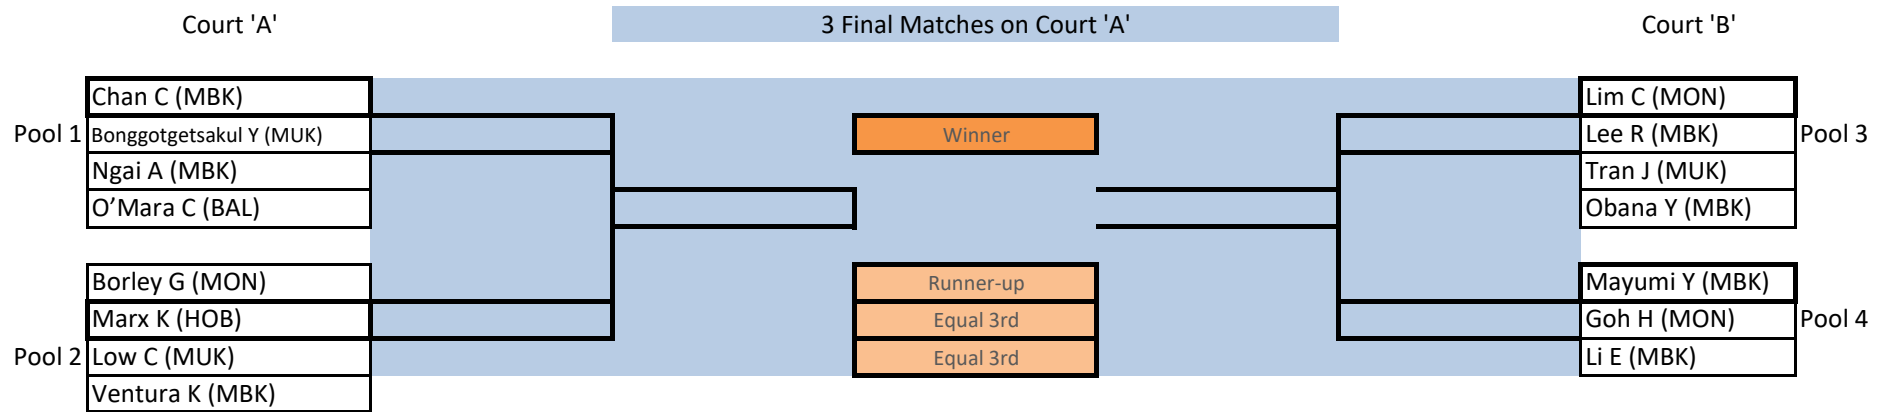 Court 'A'
3 Final Matches on Court 'A'
Court 'B'
Chan C (MBK)
Pool 1
Bonggotgetsakul Y (MUK)
Ngai A (MBK)
O’Mara C (BAL)
Borley G (MON)
Marx K (HOB)
Pool 2
Low C (MUK)
Ventura K (MBK)
Winner
Runner-up
Equal 3rd
Equal 3rd
Lim C (MON)
Lee R (MBK)
Pool 3
Tran J (MUK)
Obana Y (MBK)
Mayumi Y (MBK)
Goh H (MON)
Pool 4
Li E (MBK)